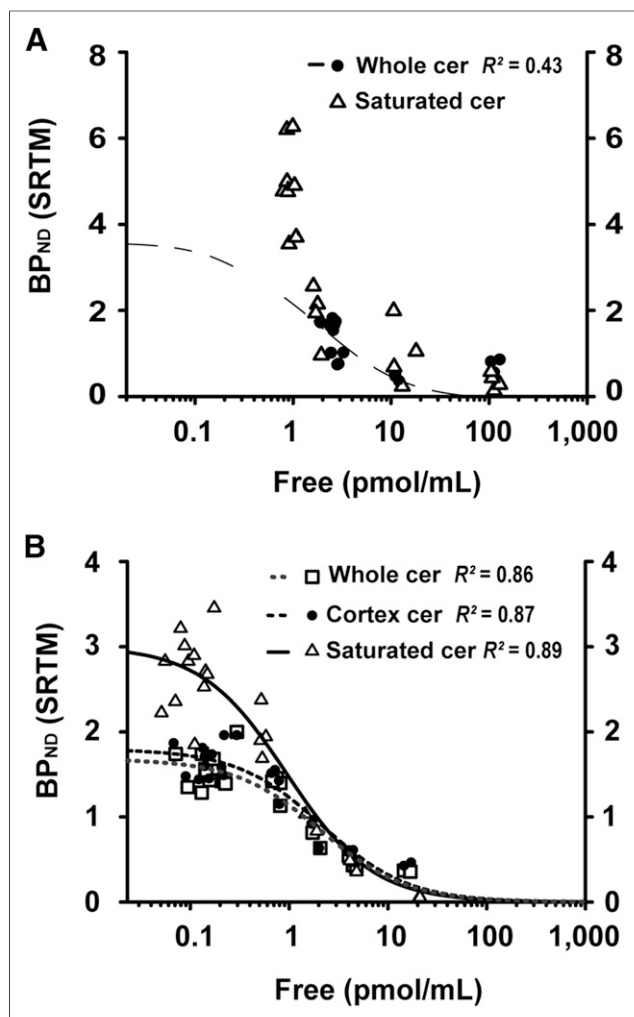 A
Whole cer R² = 0.43
Saturated cer
BP_ND (SRTM)
8
6
4
2
0
8
6
4
2
0
0.1 1 10 100 1,000
Free (pmol/mL)
B
Whole cer R² = 0.86
Cortex cer R² = 0.87
Saturated cer R² = 0.89
BP_ND (SRTM)
4
3
2
1
0
4
3
2
1
0
0.1 1 10 100 1,000
Free (pmol/mL)